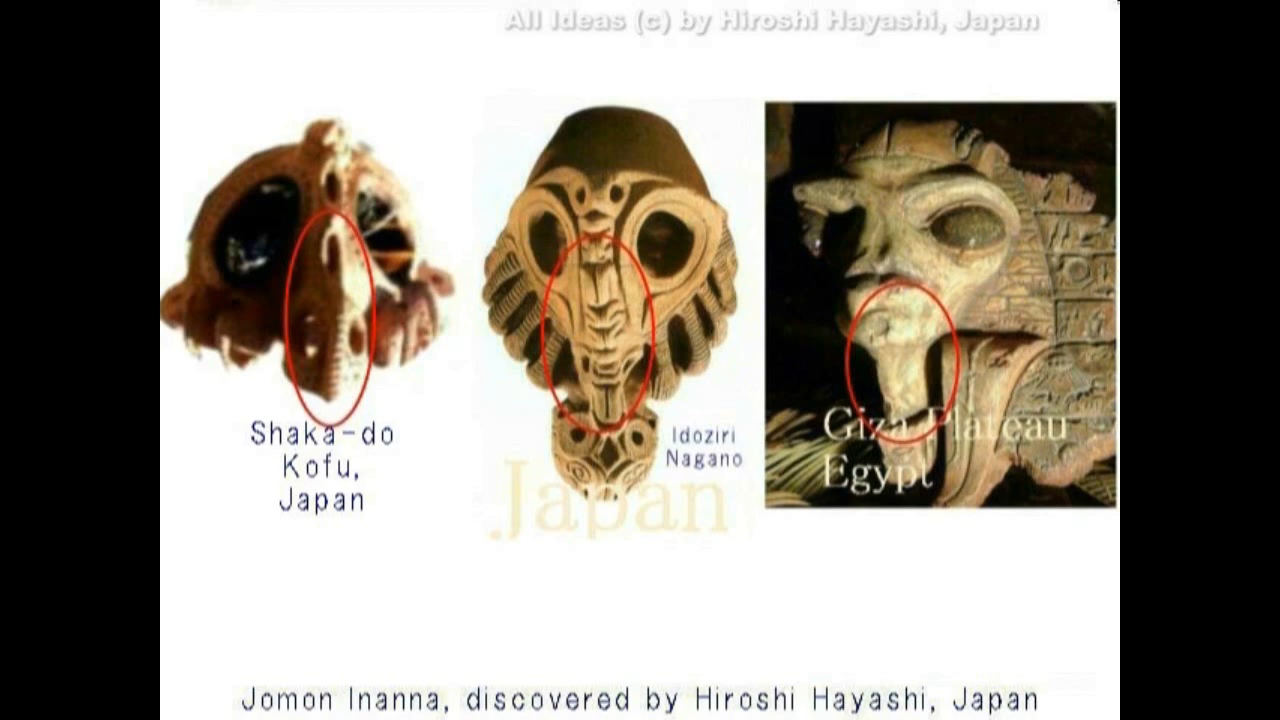 All Ideas (c) by Hiroshi Hayashi, Japan
Shaka-do
Kofu,
Japan
Idoziri
Nagano
Japan
Giza Plateau
Egypt
Jomon Inanna, discovered by Hiroshi Hayashi, Japan